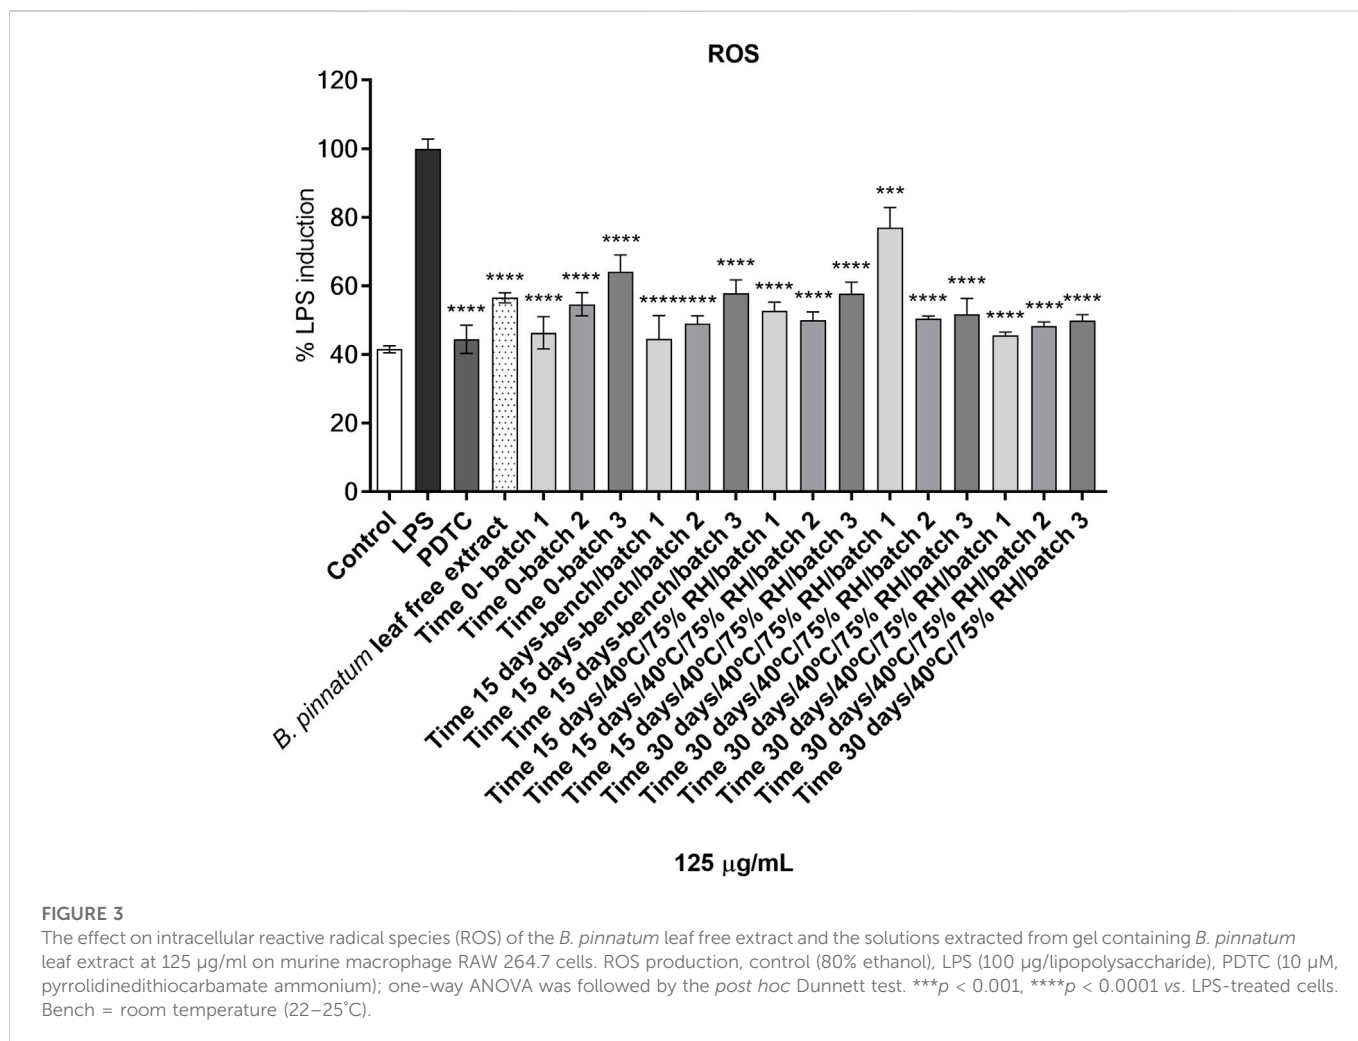 ROS
120
100
80
60
40
20
0
% LPS induction
****
****
****
****
****
****
****
****
****
****
****
***
****
****
****
****
****
Control
LPS
PDTC
B. pinnatum leaf free extract
Time 0- batch 1
Time 0-batch 2
Time 0-batch 3
Time 15 days-bench/batch 1
Time 15 days-bench/batch 2
Time 15 days-bench/batch 3
Time 15 days/40ºC/75% RH/batch 1
Time 15 days/40ºC/75% RH/batch 2
Time 15 days/40ºC/75% RH/batch 3
Time 30 days/40ºC/75% RH/batch 1
Time 30 days/40ºC/75% RH/batch 2
Time 30 days/40ºC/75% RH/batch 3
Time 30 days/40ºC/75% RH/batch 1
Time 30 days/40ºC/75% RH/batch 2
Time 30 days/40ºC/75% RH/batch 3
125 µg/mL
FIGURE 3
The effect on intracellular reactive radical species (ROS) of the B. pinnatum leaf free extract and the solutions extracted from gel containing B. pinnatum
leaf extract at 125 µg/ml on murine macrophage RAW 264.7 cells. ROS production, control (80% ethanol), LPS (100 µg/lipopolysaccharide), PDTC (10 µM,
pyrrolidinedithiocarbamate ammonium); one-way ANOVA was followed by the post hoc Dunnett test. ***p < 0.001, ****p < 0.0001 vs. LPS-treated cells.
Bench = room temperature (22–25˚C).